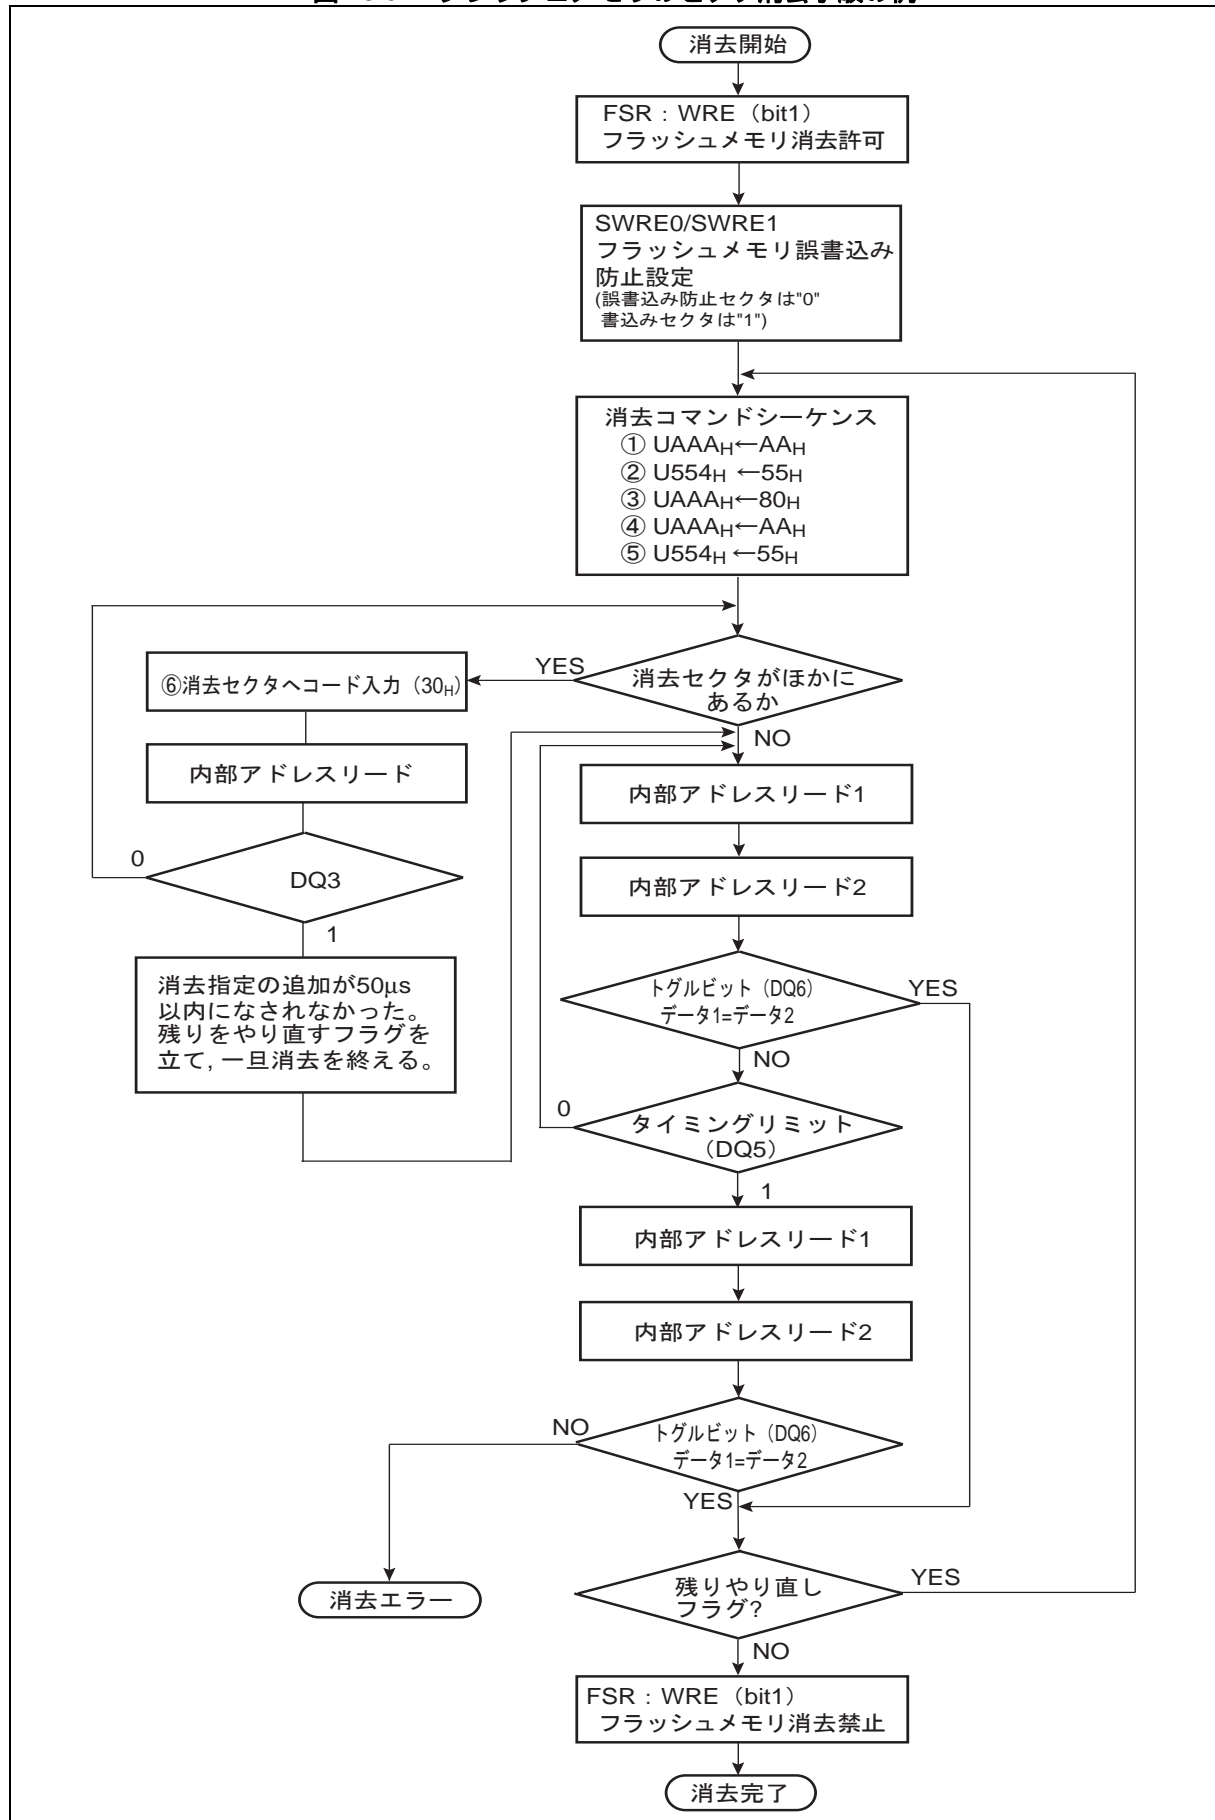 消去開始
FSR：WRE（bit1）
フラッシュメモリ消去許可
SWRE0/SWRE1
フラッシュメモリ誤書込み
防止設定
(誤書込み防止セクタは"0"
書込みセクタは"1")
消去コマンドシーケンス
① UAAAH←AAH
② U554H ←55H
③ UAAAH←80H
④ UAAAH←AAH
⑤ U554H ←55H
消去セクタがほかに
あるか
YES
NO
⑥消去セクタへコード入力（30H）
内部アドレスリード
DQ3
0
1
消去指定の追加が50μs
以内になされなかった。
残りをやり直すフラグを
立て, 一旦消去を終える。
内部アドレスリード1
内部アドレスリード2
トグルビット（DQ6）
データ1=データ2
YES
NO
タイミングリミット
（DQ5）
0
1
内部アドレスリード1
内部アドレスリード2
トグルビット（DQ6）
データ1=データ2
NO
YES
消去エラー
残りやり直し
フラグ?
YES
NO
FSR：WRE（bit1）
フラッシュメモリ消去禁止
消去完了